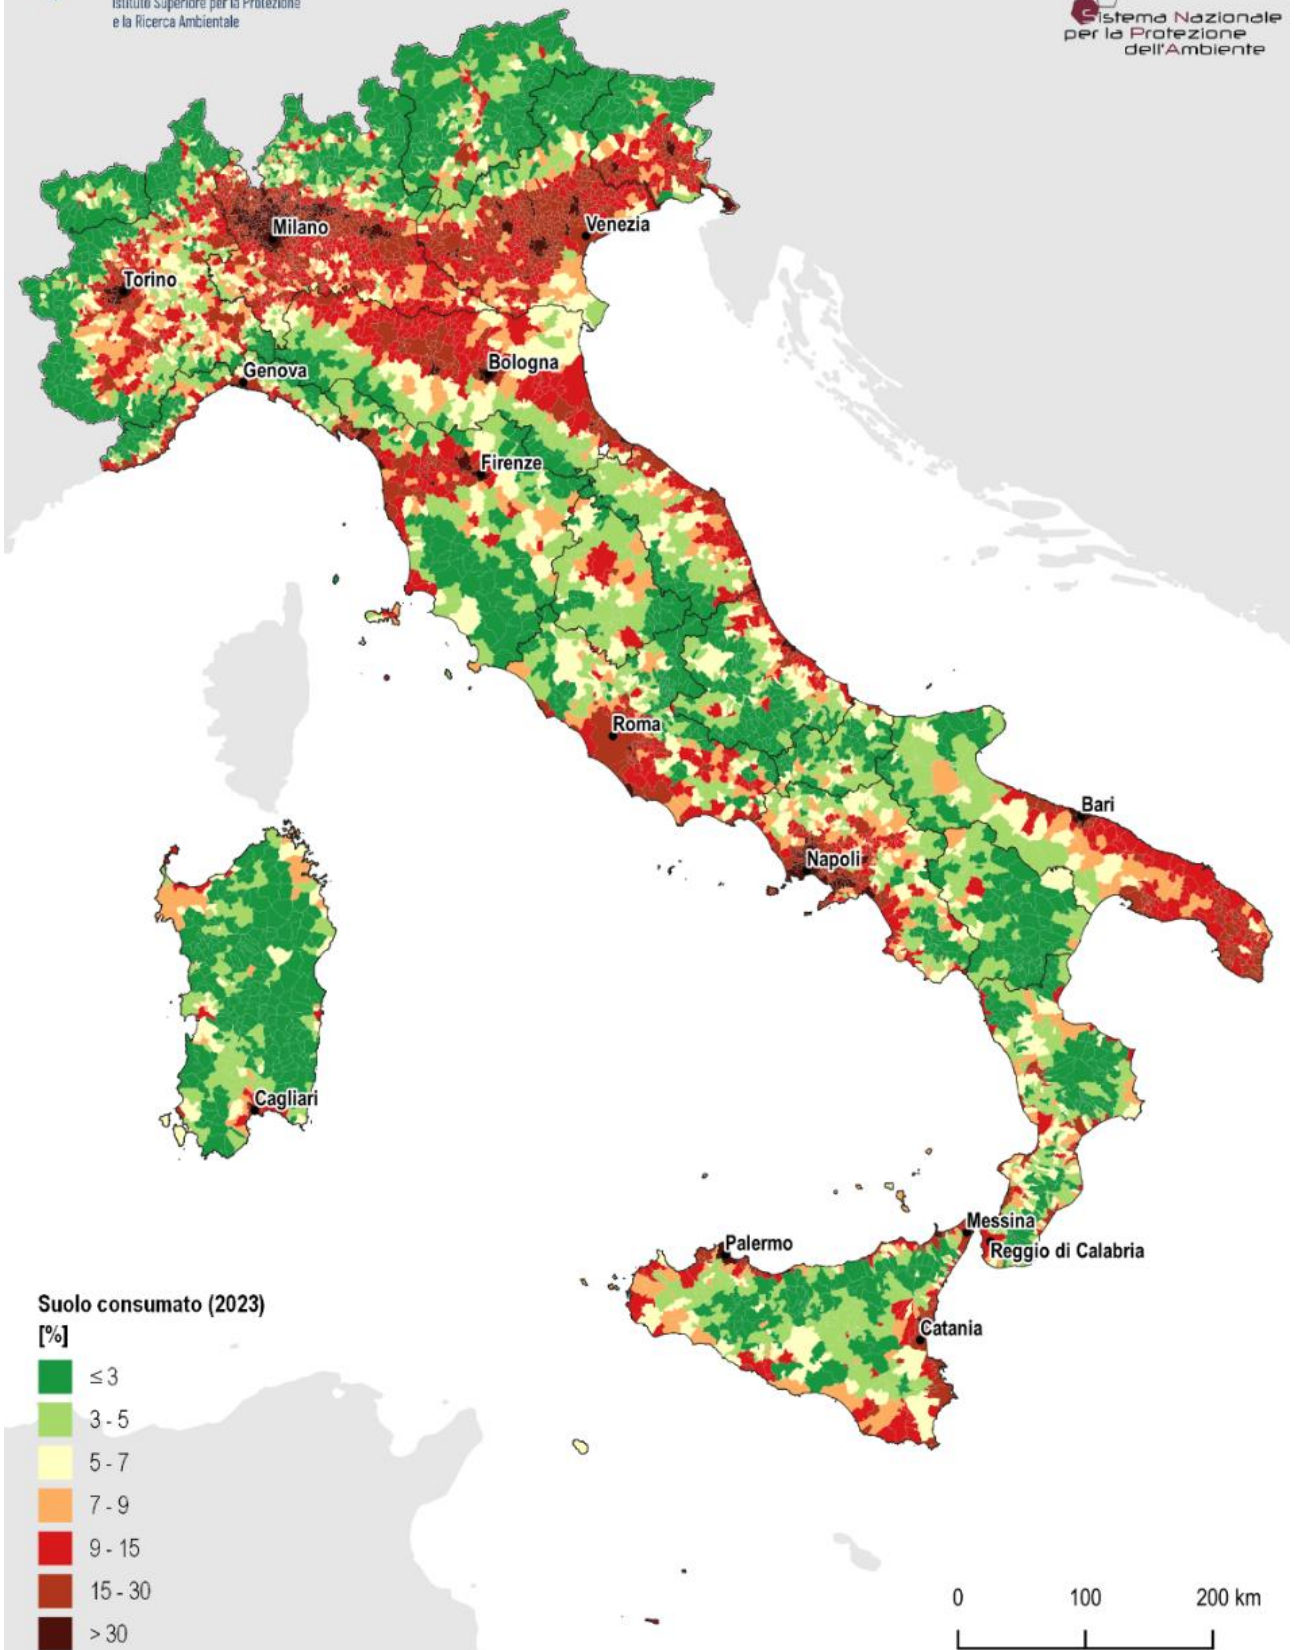 Istituto Superiore per la Protezione
e la Ricerca Ambientale
Sistema Nazionale
per la Protezione
dell'Ambiente
Milano
Venezia
Torino
Bologna
Genova
Firenze
Roma
Bari
Napoli
Cagliari
Messina
Palermo
Reggio di Calabria
Catania
Suolo consumato (2023)
[%]
≤ 3
3 - 5
5 - 7
7 - 9
9 - 15
15 - 30
> 30
0 100 200 km